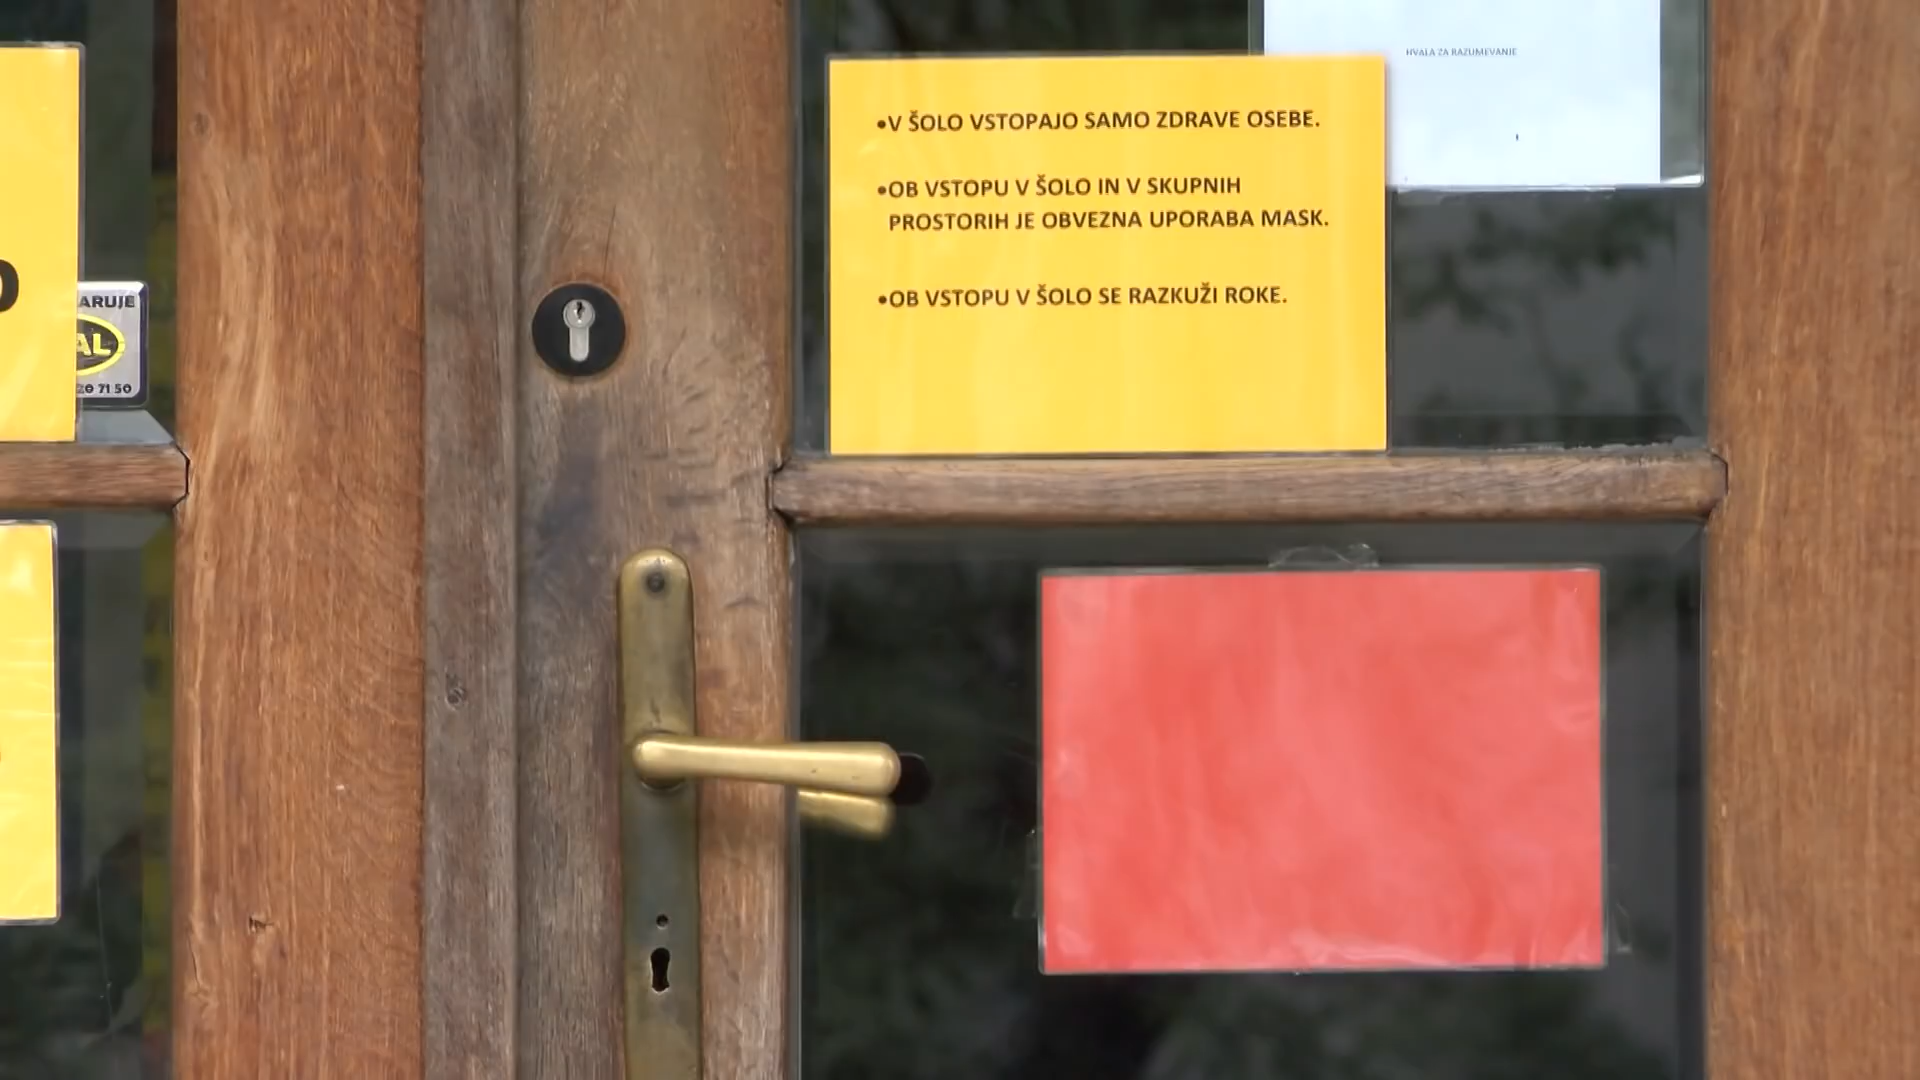 HVALA ZA RAZUMEVANJE
•V ŠOLO VSTOPAJO SAMO ZDRAVE OSEBE.
•OB VSTOPU V ŠOLO IN V SKUPNIH
PROSTORIH JE OBVEZNA UPORABA MASK.
•OB VSTOPU V ŠOLO SE RAZKUŽI ROKE.
ARUJE
AL
20 71 50